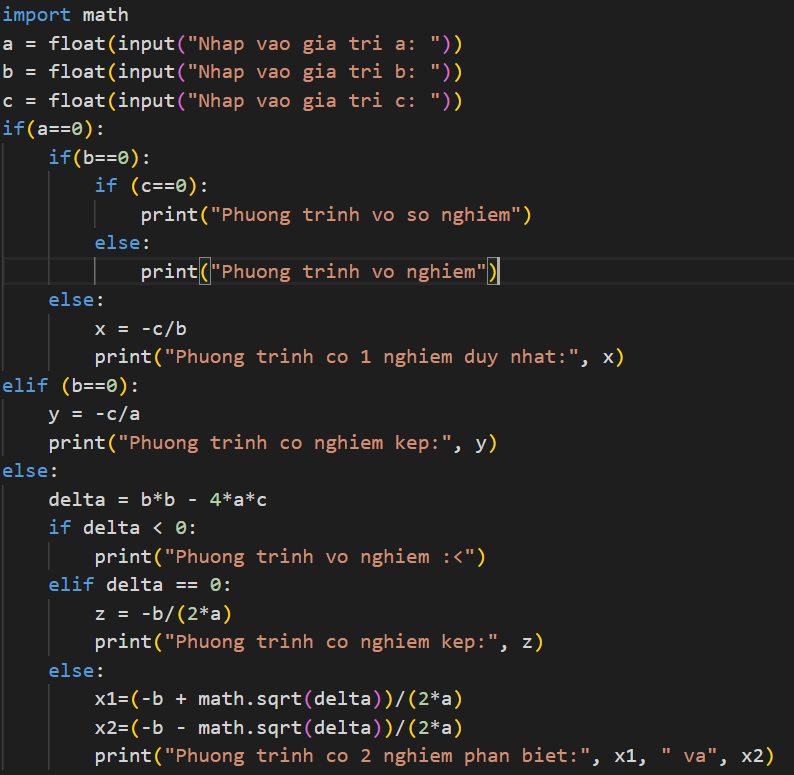 import math
a = float(input("Nhap vao gia tri a: "))
b = float(input("Nhap vao gia tri b: "))
c = float(input("Nhap vao gia tri c: "))
if(a==0):
    if(b==0):
        if (c==0):
            print("Phuong trinh vo so nghiem")
        else:
            print("Phuong trinh vo nghiem")
    else:
        x = -c/b
        print("Phuong trinh co 1 nghiem duy nhat:", x)
elif (b==0):
    y = -c/a
    print("Phuong trinh co nghiem kep:", y)
else:
    delta = b*b - 4*a*c
    if delta < 0:
        print("Phuong trinh vo nghiem :<")
    elif delta == 0:
        z = -b/(2*a)
        print("Phuong trinh co nghiem kep:", z)
    else:
        x1=(-b + math.sqrt(delta))/(2*a)
        x2=(-b - math.sqrt(delta))/(2*a)
        print("Phuong trinh co 2 nghiem phan biet:", x1, " va", x2)